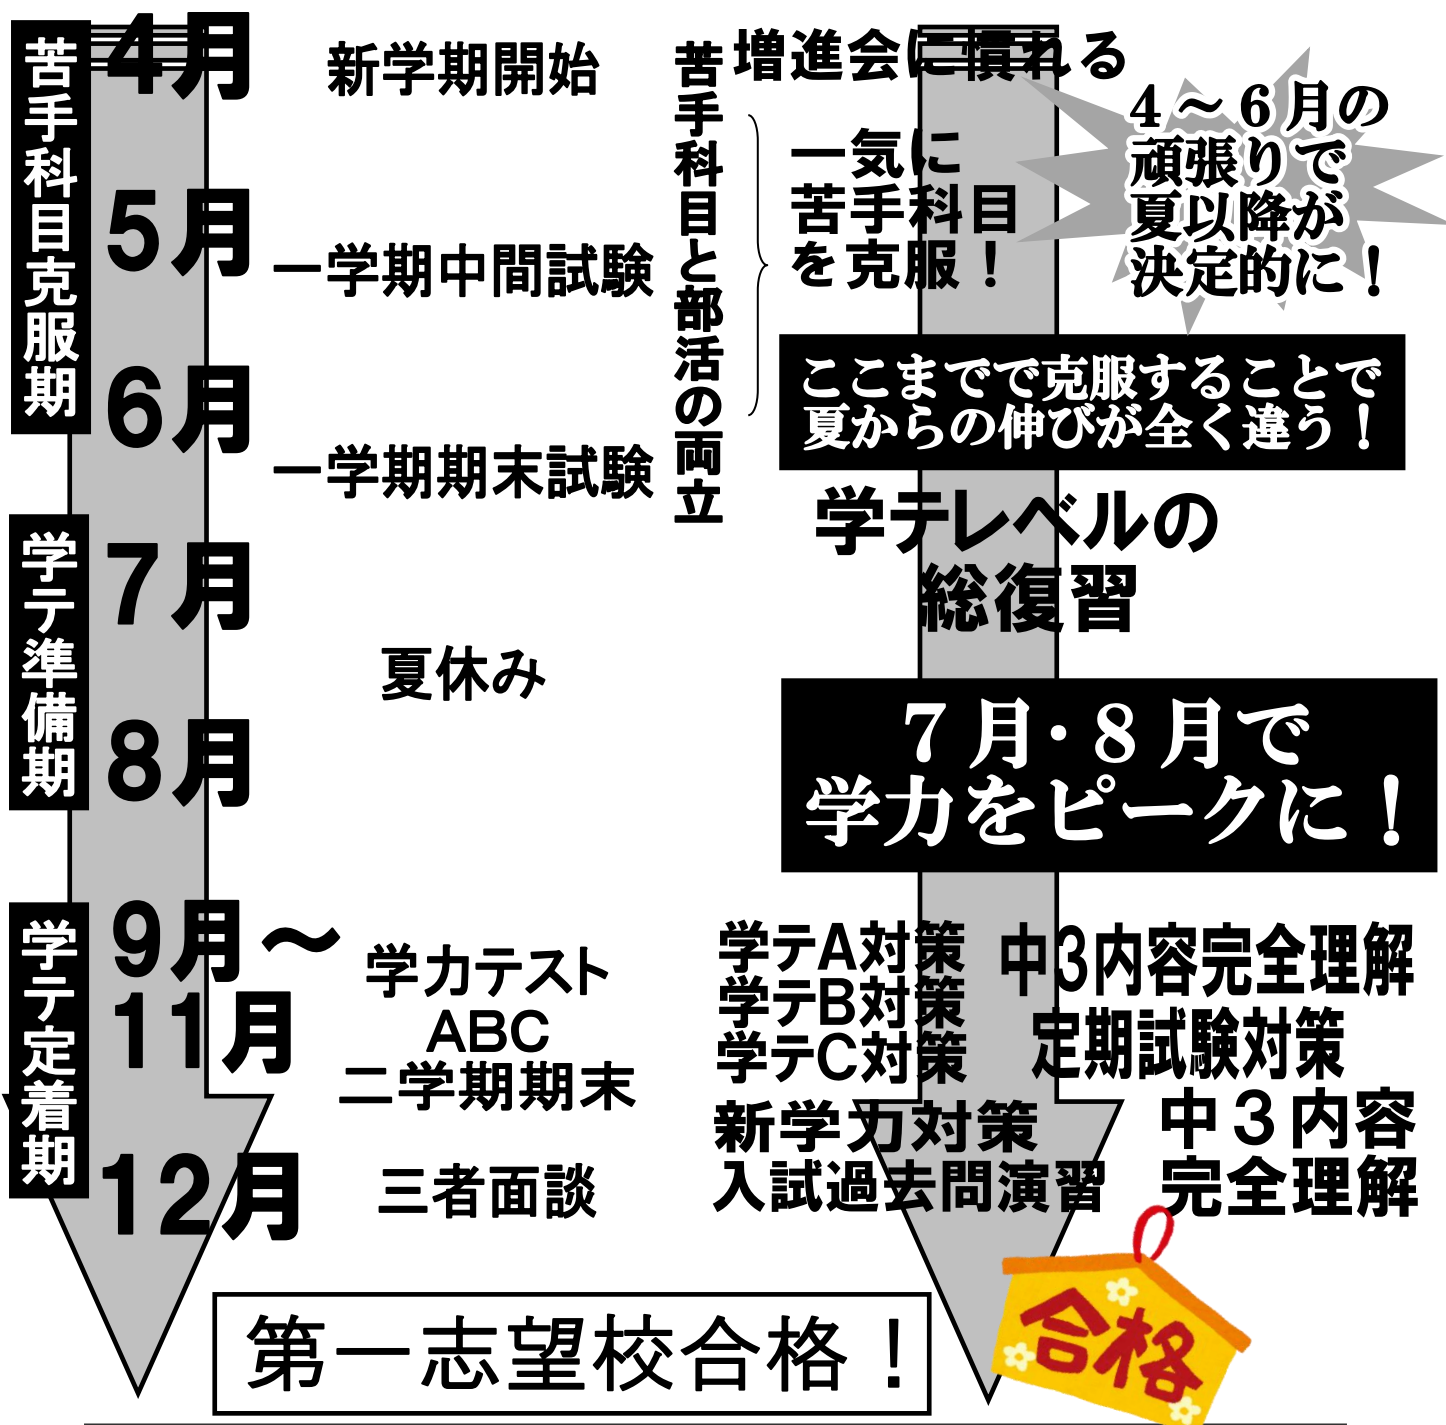 苦手科目克服期
4月
新学期開始
5月
一学期中間試験
6月
一学期期末試験
苦手科目と部活の両立
増進会に慣れる
一気に
苦手科目
を克服！
4～6月の
頑張りで
夏以降が
決定的に！
ここまでで克服することで
夏からの伸びが全く違う！
学テ準備期
7月
夏休み
8月
学テレベルの
総復習
7月・8月で
学力をピークに！
学テ定着期
9月～
11月
学力テスト
ABC
二学期期末
12月
三者面談
学テA対策
学テB対策
学テC対策
新学力対策
入試過去問演習
中3内容完全理解
定期試験対策
中３内容
完全理解
第一志望校合格！
合格